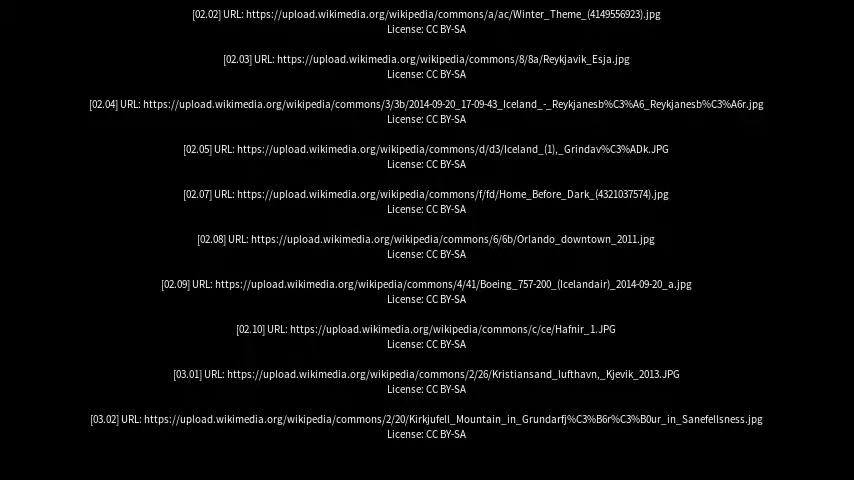 [02.02] URL: https://upload.wikimedia.org/wikipedia/commons/a/ac/Winter_Theme_(4149556923).jpg
License: CC BY-SA
[02.03] URL: https://upload.wikimedia.org/wikipedia/commons/8/8a/Reykjavik_Esja.jpg
License: CC BY-SA
[02.04] URL: https://upload.wikimedia.org/wikipedia/commons/3/3b/2014-09-20_17-09-43_Iceland_-_Reykjanesb%C3%A6_Reykjanesb%C3%A6r.jpg
License: CC BY-SA
[02.05] URL: https://upload.wikimedia.org/wikipedia/commons/d/d3/Iceland_(1),_Grindav%C3%ADk.JPG
License: CC BY-SA
[02.07] URL: https://upload.wikimedia.org/wikipedia/commons/f/fd/Home_Before_Dark_(4321037574).jpg
License: CC BY-SA
[02.08] URL: https://upload.wikimedia.org/wikipedia/commons/6/6b/Orlando_downtown_2011.jpg
License: CC BY-SA
[02.09] URL: https://upload.wikimedia.org/wikipedia/commons/4/41/Boeing_757-200_(Icelandair)_2014-09-20_a.jpg
License: CC BY-SA
[02.10] URL: https://upload.wikimedia.org/wikipedia/commons/c/ce/Hafnir_1.JPG
License: CC BY-SA
[03.01] URL: https://upload.wikimedia.org/wikipedia/commons/2/26/Kristiansand_lufthavn,_Kjevik_2013.JPG
License: CC BY-SA
[03.02] URL: https://upload.wikimedia.org/wikipedia/commons/2/20/Kirkjufell_Mountain_in_Grundarfj%C3%B6r%C3%B0ur_in_Sanefellsness.jpg
License: CC BY-SA